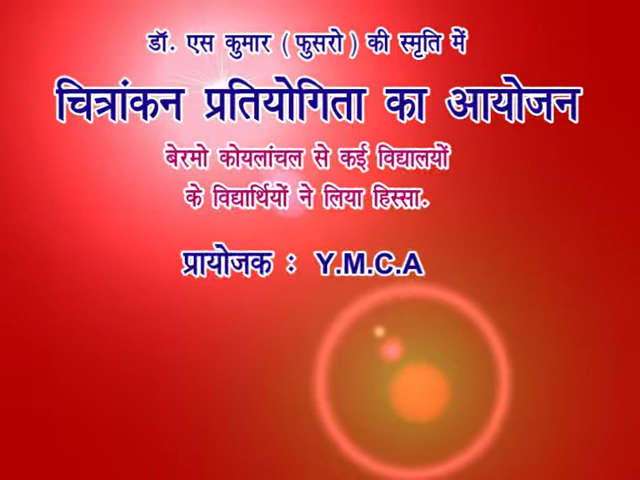 डॉ. एस कुमार ( फुसरो ) की स्मृति में
चित्रांकन प्रतियोगिता का आयोजन
बेरमो कोयलांचल से कई विद्यालयों
के विद्यार्थियों ने लिया हिस्सा.
प्रायोजक : Y.M.C.A